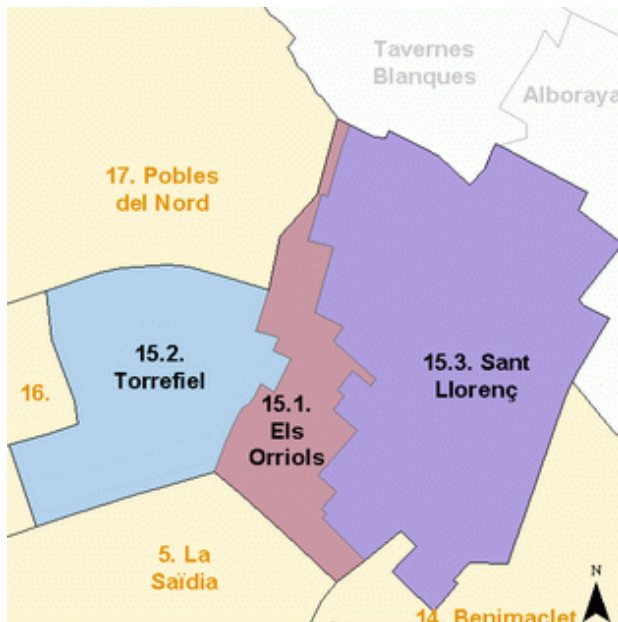 Tavernes
Blanques
Alboraya
17. Pobles
del Nord
15.2.
Torrefiel
16.
15.3. Sant
Llorenç
15.1.
Els
Orriols
5. La
Saïdia
14. Benimaclet
N